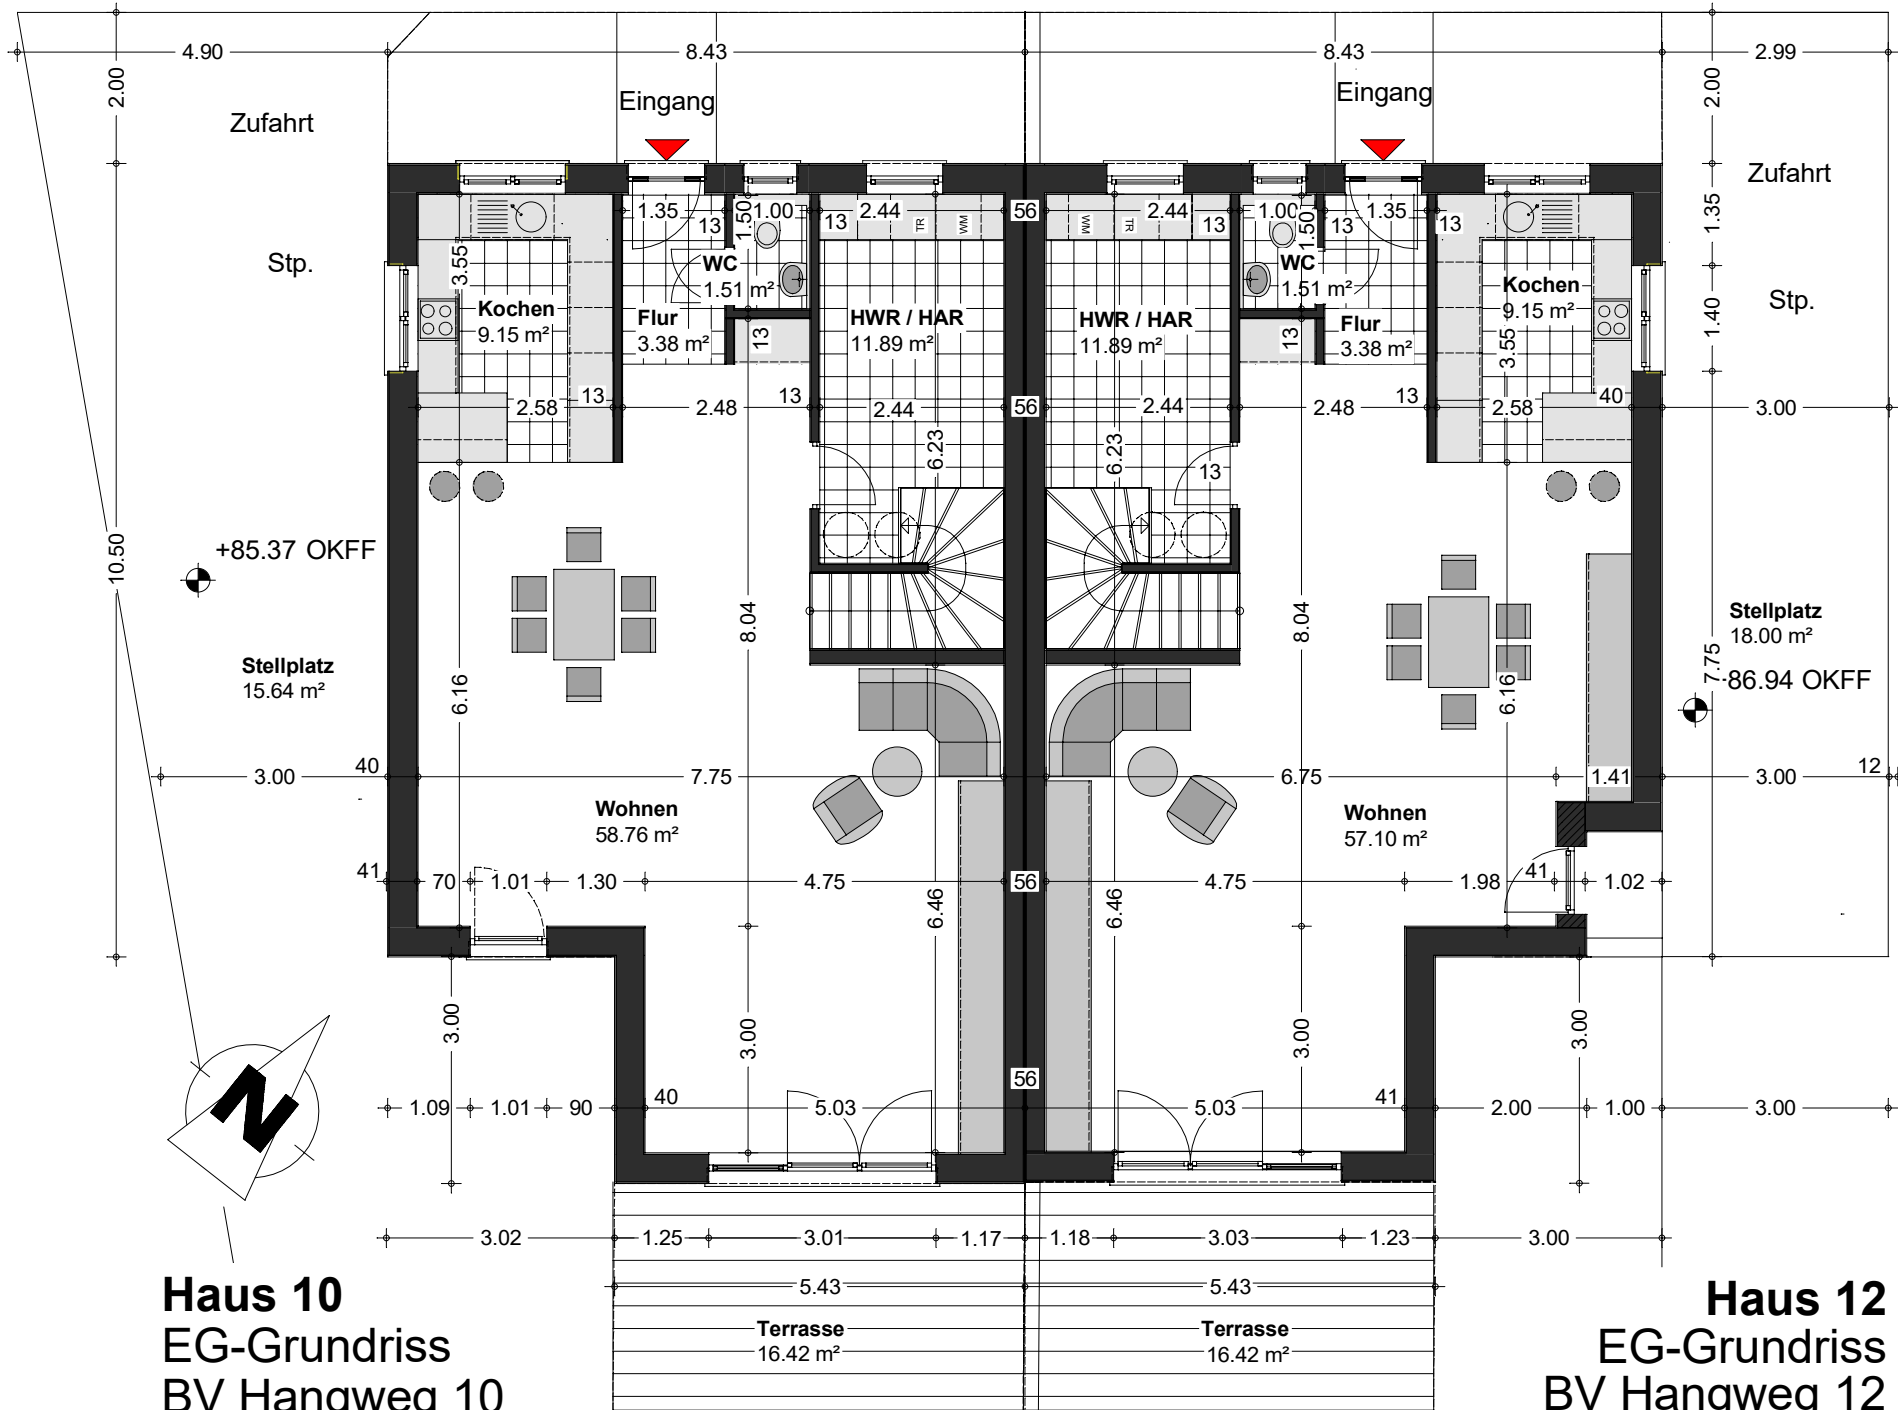 4.90 8.43 8.43 2.99
2.00 2.00
Eingang Eingang
Zufahrt Zufahrt
1.35 1.00 2.44 56 2.44 1.00 1.35
13 1.50 13 13 1.50 13 13
1.35
TR WM WM TR
Stp. Stp.
3.55 3.55
WC WC
1.51 m² 1.51 m²
Kochen Kochen
9.15 m² 9.15 m²
Flur Flur
3.38 m² 3.38 m²
HWR / HAR HWR / HAR
11.89 m² 11.89 m²
13 13
1.40
2.58 13 2.48 13 2.44 56 2.44 2.48 13 2.58 40 3.00
6.23 6.23 13
10.50
+85.37 OKFF
8.04 8.04
Stellplatz
18.00 m²
Stellplatz
15.64 m²
6.16 6.16
7.75
86.94 OKFF
3.00 40 7.75 6.75 1.41 3.00 12
Wohnen Wohnen
58.76 m² 57.10 m²
41 70 1.01 1.30 4.75 56 4.75 1.98 41 1.02
6.46 6.46
3.00 3.00 3.00 3.00
56
N
1.09 1.01 90 40 5.03 5.03 41 2.00 1.00 3.00
3.02 1.25 3.01 1.17 1.18 3.03 1.23 3.00
5.43 5.43
Terrasse Terrasse
16.42 m² 16.42 m²
Haus 10
EG-Grundriss
BV Hangweg 10
Haus 12
EG-Grundriss
BV Hangweg 12